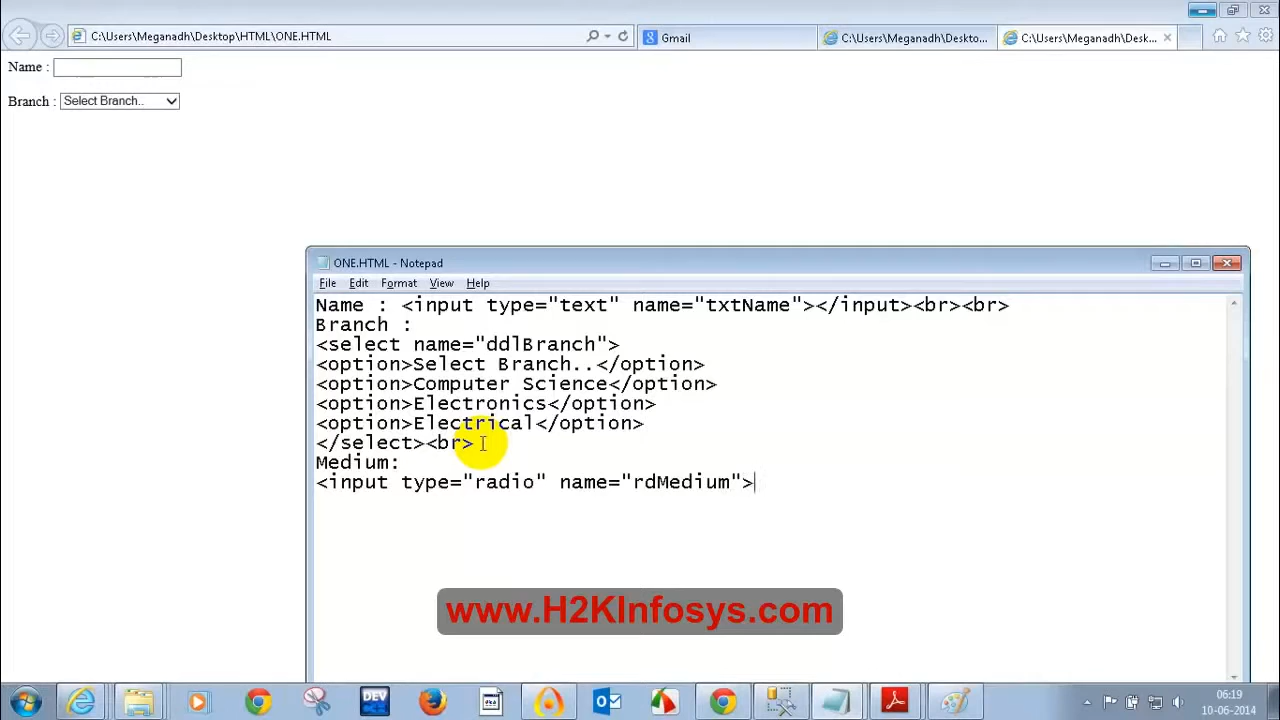 C:\Users\Meganadh\Desktop\HTML\ONE.HTML
Gmail
C:\Users\Meganadh\Deskto...
C:\Users\Meganadh\Desk...
Name :
Branch : Select Branch..
ONE.HTML - Notepad
File Edit Format View Help
Name : <input type="text" name="txtName"></input><br><br>
Branch :
<select name="ddlBranch">
<option>Select Branch..</option>
<option>Computer Science</option>
<option>Electronics</option>
<option>Electrical</option>
</select><br>
Medium:
<input type="radio" name="rdMedium">
www.H2KInfosys.com
DEV
06:19
10-06-2014